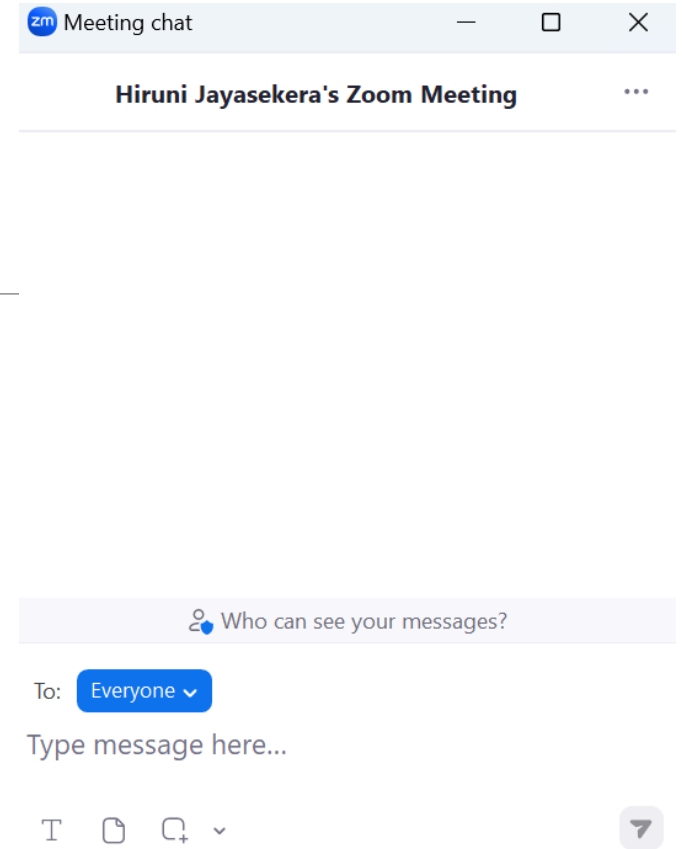 zm Meeting chat
Hiruni Jayasekera's Zoom Meeting
Who can see your messages?
To: Everyone
Type message here...
T